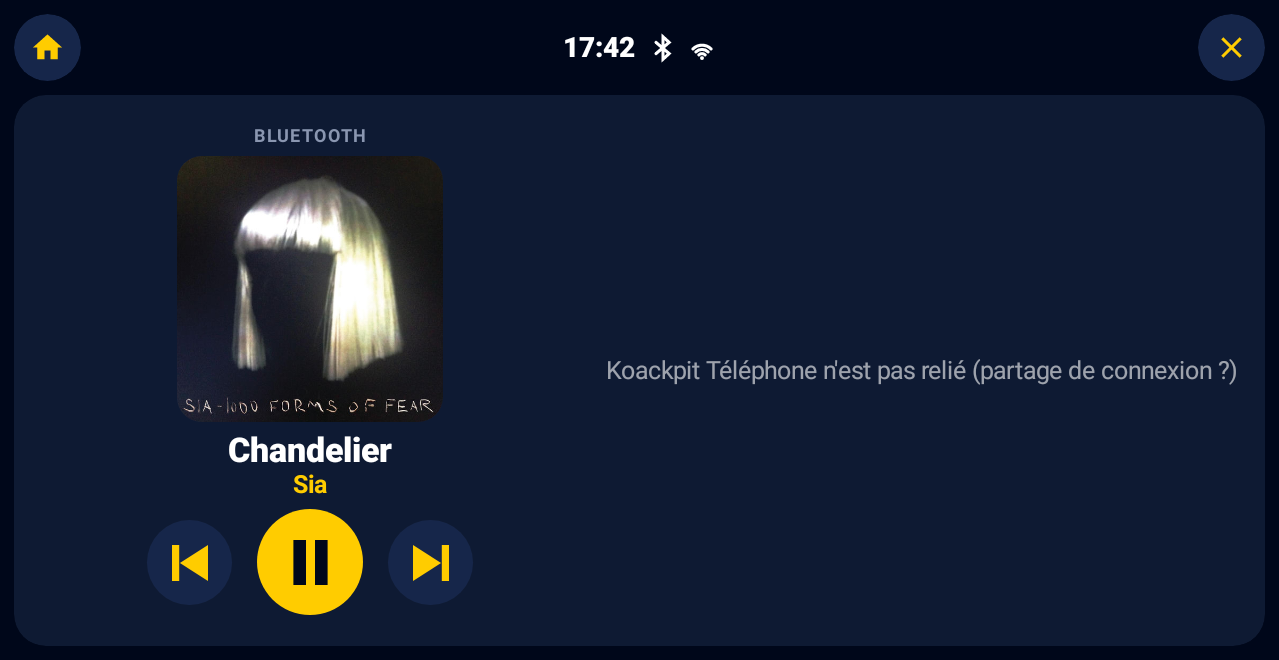 17:42
BLUETOOTH
SIA - 1000 FORMS OF FEAR
Chandelier
Sia
Koackpit Téléphone n'est pas relié (partage de connexion ?)